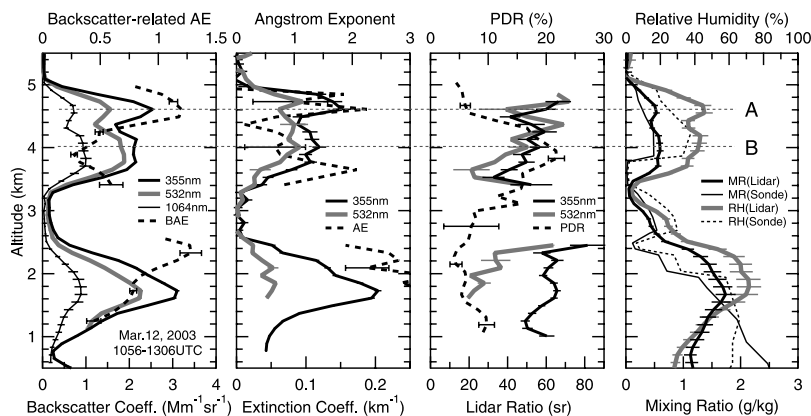 Backscatter-related AE
Angstrom Exponent
PDR (%)
Relative Humidity (%)
0 0.5 1 1.5
0 1 2 3
0 10 20 30
0 20 40 60 80 100
5
4
3
2
1
Altitude (km)
A
B
355nm
532nm
1064nm
BAE
355nm
532nm
AE
355nm
532nm
PDR
MR(Lidar)
MR(Sonde)
RH(Lidar)
RH(Sonde)
Mar.12, 2003
1056-1306UTC
0 1 2 3 4
0 0.1 0.2
0 20 40 60 80
0 1 2 3
Backscatter Coeff. (Mm-1sr-1)
Extinction Coeff. (km-1)
Lidar Ratio (sr)
Mixing Ratio (g/kg)